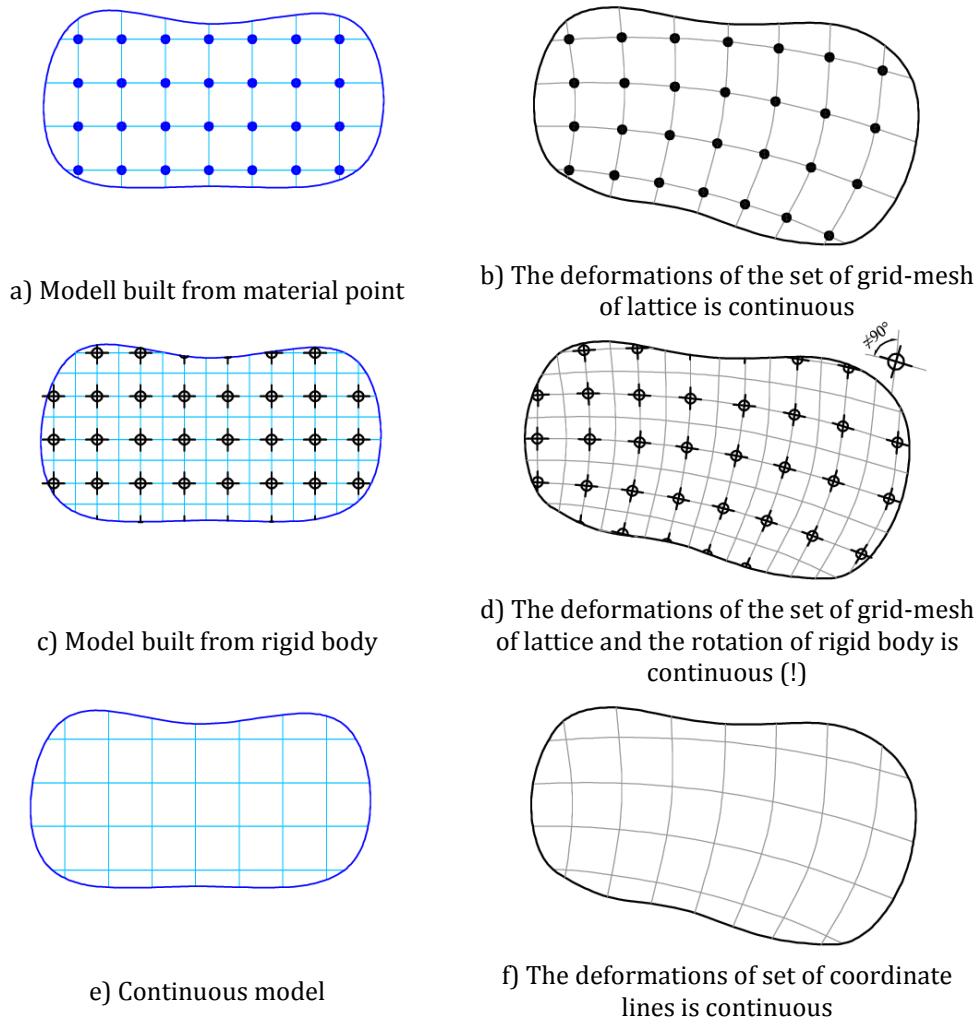 a) Modell built from material point
b) The deformations of the set of grid-mesh
of lattice is continuous
≠90°
c) Model built from rigid body
d) The deformations of the set of grid-mesh
of lattice and the rotation of rigid body is
continuous (!)
e) Continuous model
f) The deformations of set of coordinate
lines is continuous